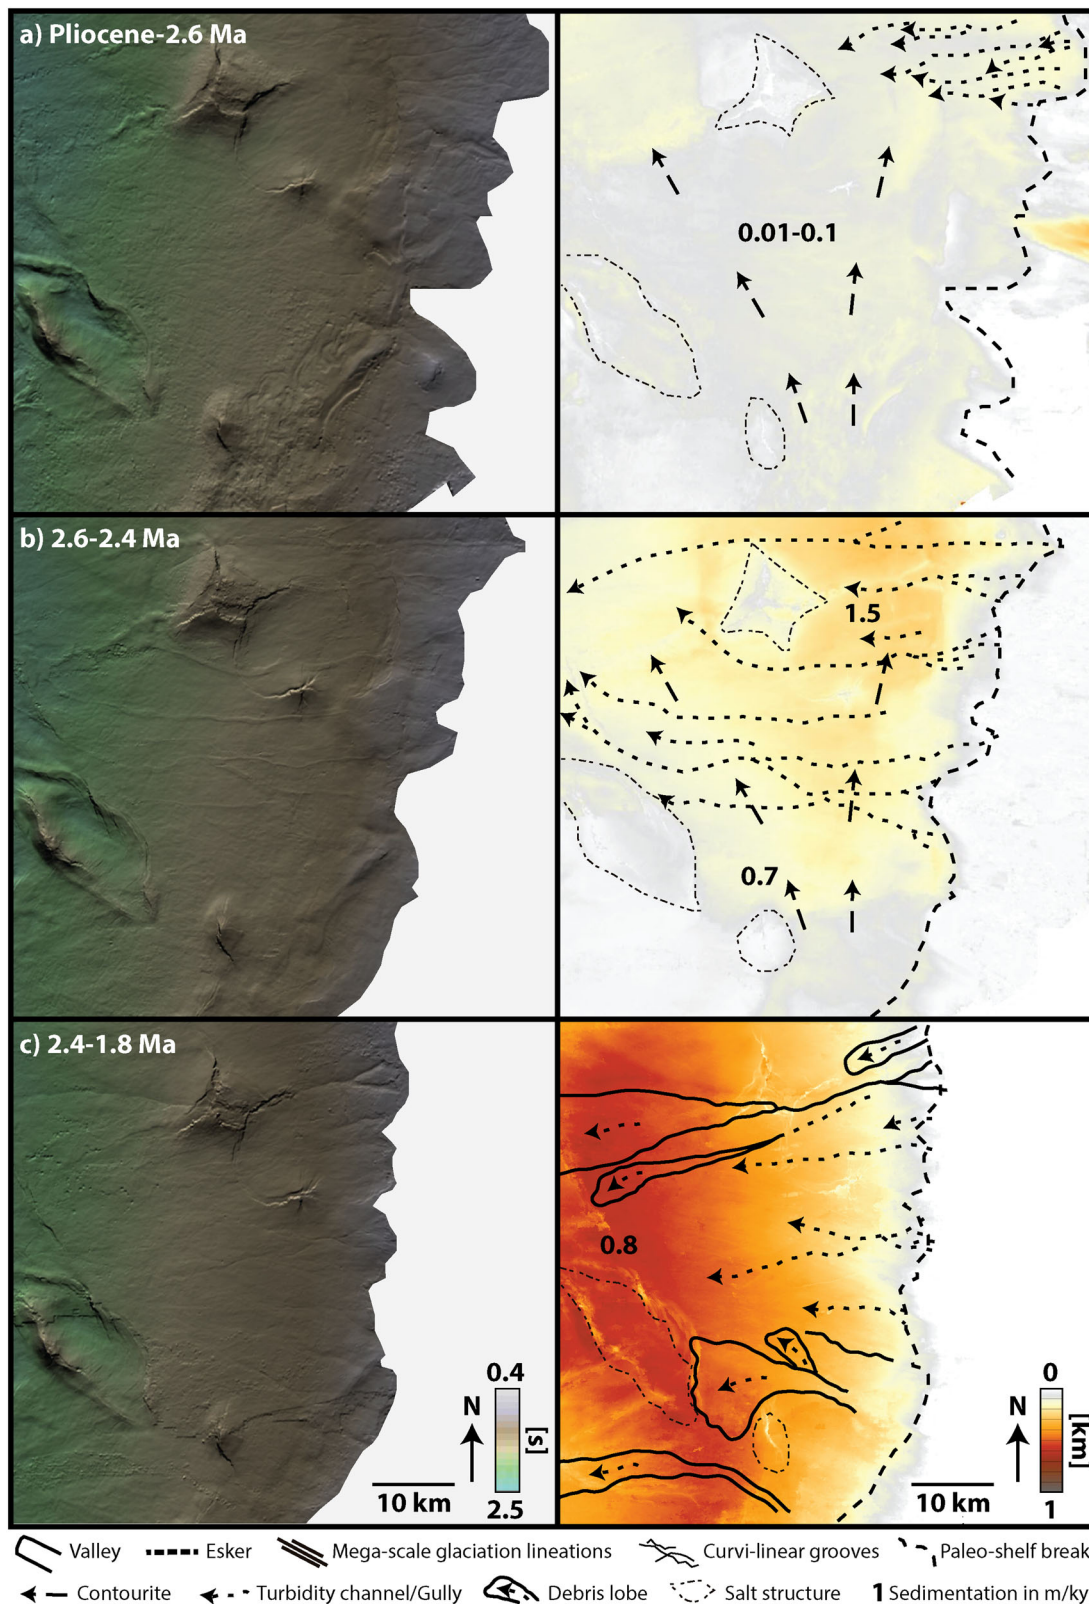 a) Pliocene-2.6 Ma
0.01-0.1
b) 2.6-2.4 Ma
1.5
0.7
c) 2.4-1.8 Ma
0.8
0.4
N
[s]
10 km
2.5
0
N
[km]
10 km
1
Valley
Esker
Mega-scale glaciation lineations
Curvi-linear grooves
Paleo-shelf break
Contourite
Turbidity channel/Gully
Debris lobe
Salt structure
1 Sedimentation in m/ky